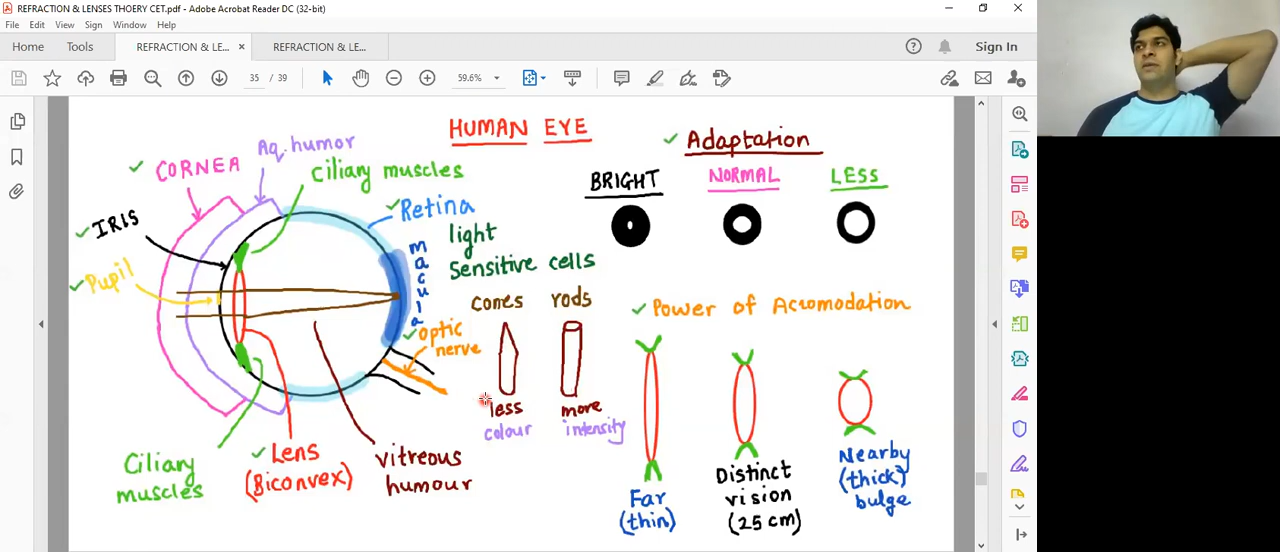 REFRACTION & LENSES THOERY CET.pdf - Adobe Acrobat Reader DC (32-bit)
File Edit View Sign Window Help
Home Tools REFRACTION & LE... × REFRACTION & LE... Sign In
35 / 39 59.6%
HUMAN EYE
Adaptation
Aq. humor
CORNEA
Ciliary muscles
BRIGHT NORMAL LESS
Retina
IRIS
light
sensitive cells
macula
Pupil
cones rods
Power of Acromodation
optic
nerve
less more
colour intensity
Lens
(Biconvex)
vitreous
humour
Ciliary
muscles
Far
(thin)
Distinct
vision
(25 cm)
Nearby
(thick)
bulge